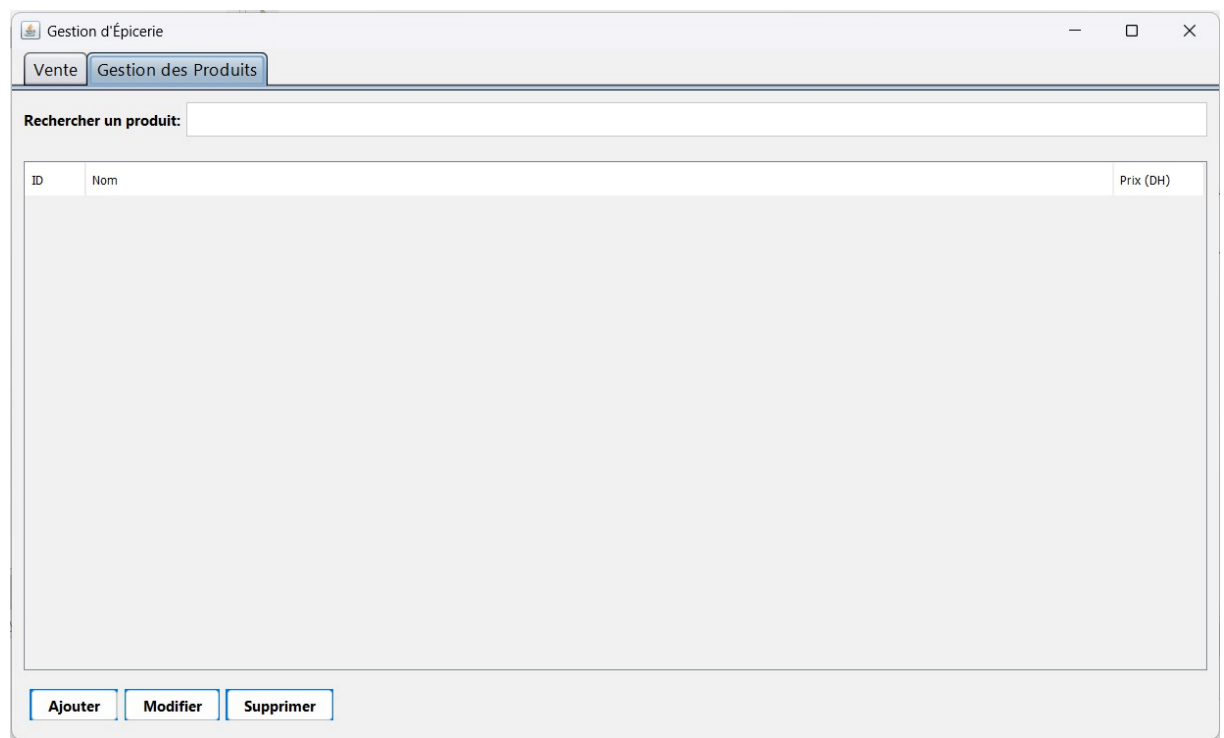 Gestion d'Épicerie
Vente Gestion des Produits
Rechercher un produit:
ID Nom Prix (DH)
Ajouter Modifier Supprimer